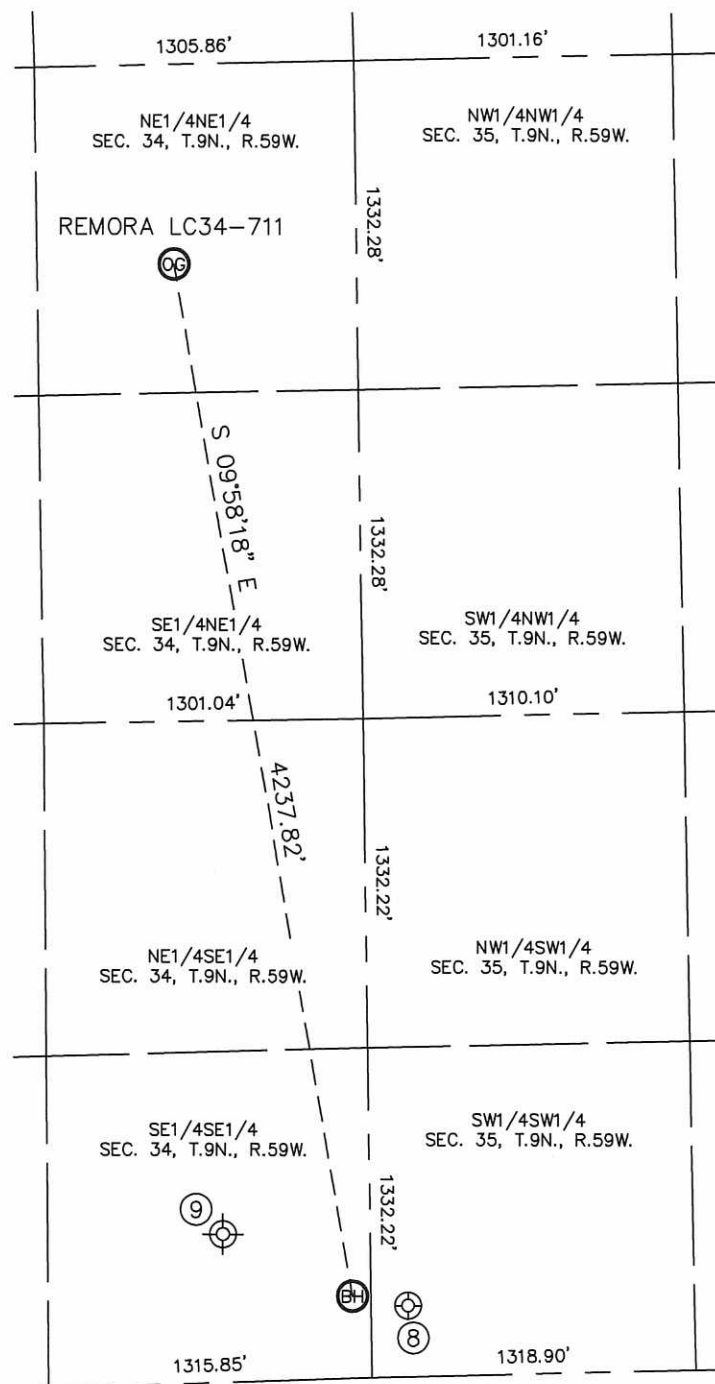 1305.86'
1301.16'
NE1/4NE1/4
SEC. 34, T.9N., R.59W.
NW1/4NW1/4
SEC. 35, T.9N., R.59W.
1332.28'
REMORA LC34-711
OG
S 09°58'18" E
1332.28'
SE1/4NE1/4
SEC. 34, T.9N., R.59W.
SW1/4NW1/4
SEC. 35, T.9N., R.59W.
1301.04'
1310.10'
4237.82'
1332.22'
NE1/4SE1/4
SEC. 34, T.9N., R.59W.
NW1/4SW1/4
SEC. 35, T.9N., R.59W.
SE1/4SE1/4
SEC. 34, T.9N., R.59W.
SW1/4SW1/4
SEC. 35, T.9N., R.59W.
1332.22'
9
BH
8
1315.85'
1318.90'